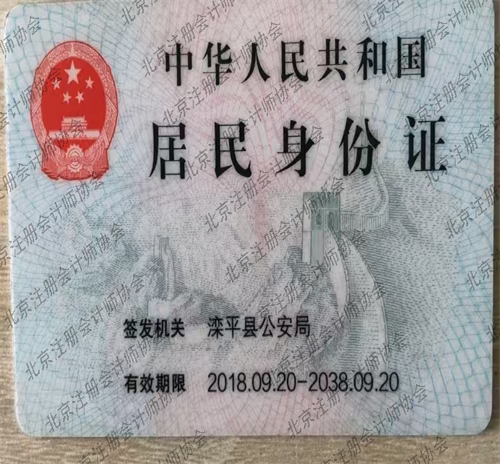 中华人民共和国
居民身份证
签发机关 滦平县公安局
有效期限 2018.09.20-2038.09.20
北京注册会计师协会